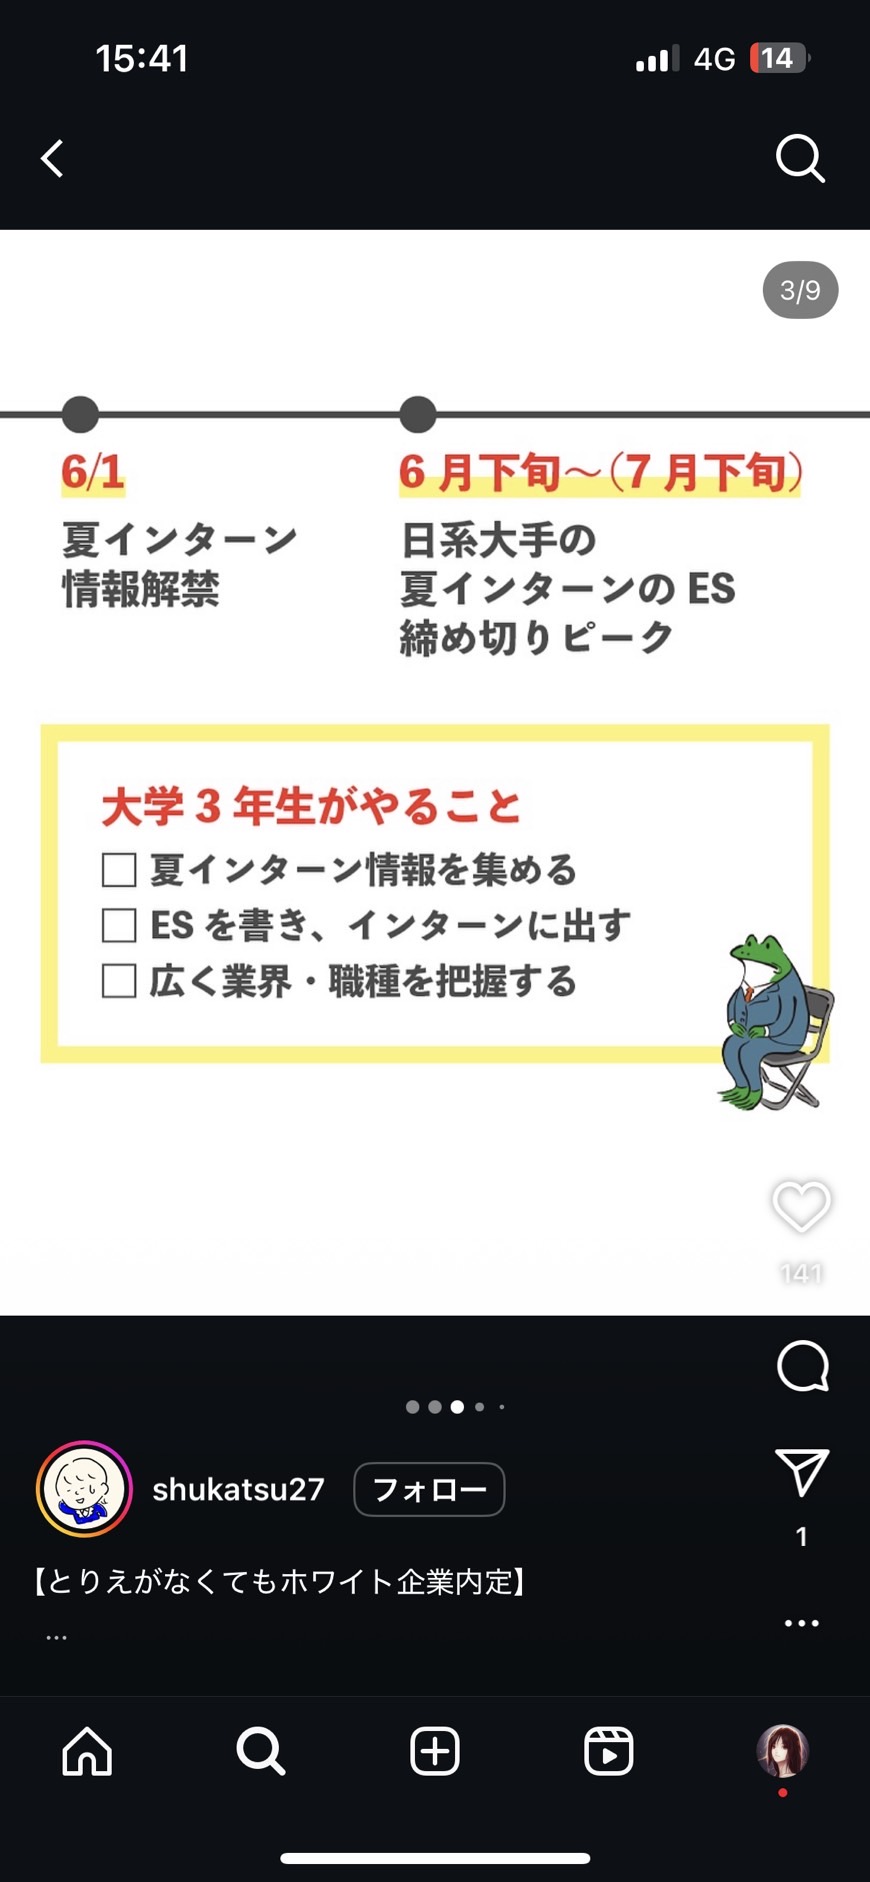 15:41
4G 14
3/9
6/1
夏インターン
情報解禁
6月下旬〜(7月下旬)
日系大手の
夏インターンのES
締め切りピーク
大学3年生がやること
□ 夏インターン情報を集める
□ ESを書き、インターンに出す
□ 広く業界・職種を把握する
141
shukatsu27 フォロー
1
【とりえがなくてもホワイト企業内定】
...